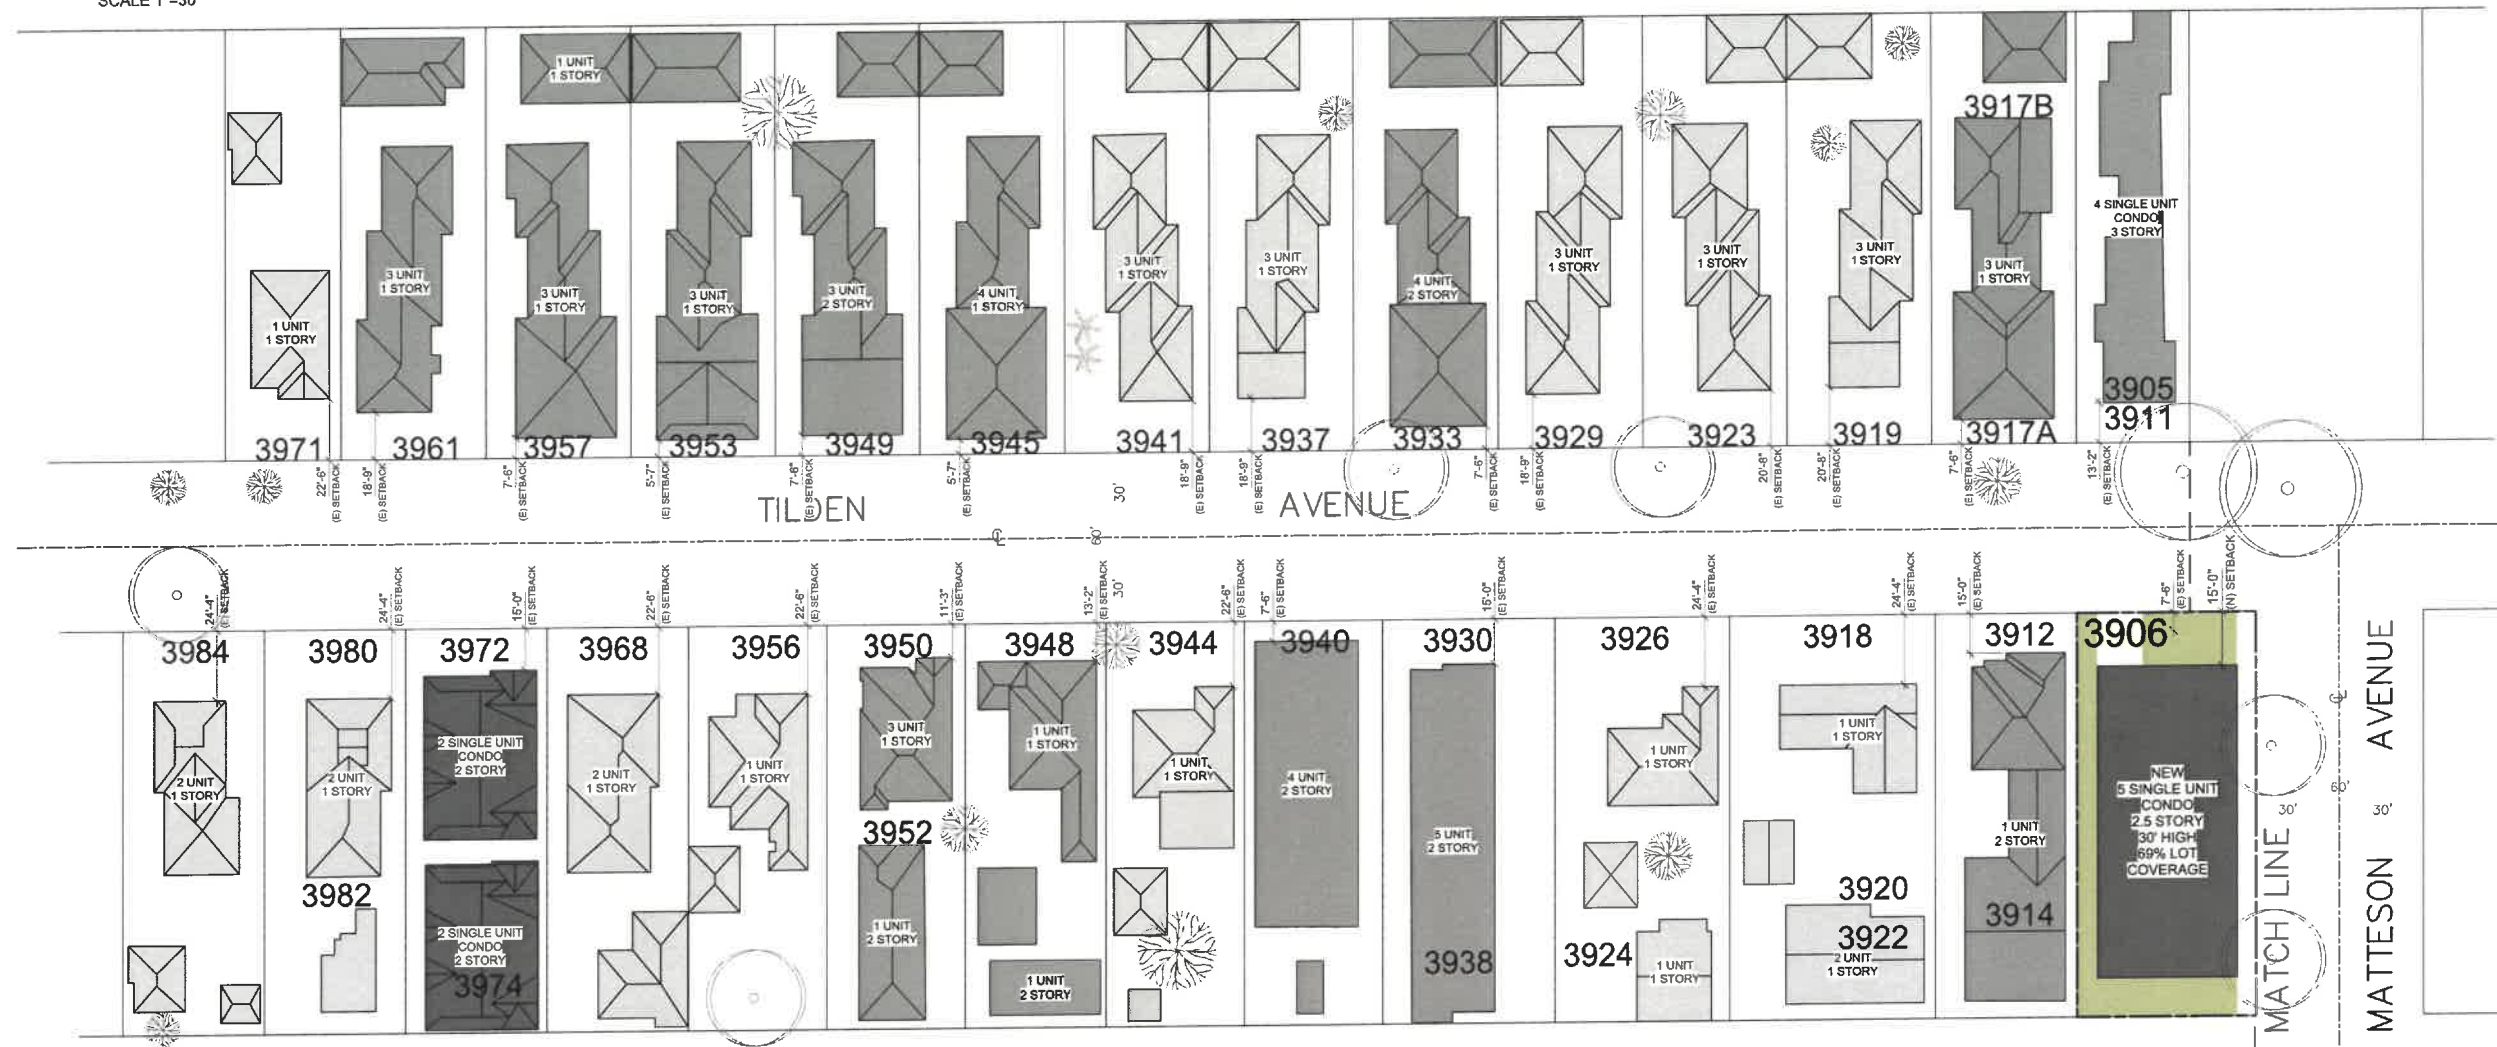 SCALE 1"=30'
1 UNIT
1 STORY
3917B
4 SINGLE UNIT
CONDO
3 STORY
1 UNIT
1 STORY
3 UNIT
1 STORY
3 UNIT
1 STORY
3 UNIT
1 STORY
3 UNIT
2 STORY
4 UNIT
1 STORY
3 UNIT
1 STORY
3 UNIT
1 STORY
4 UNIT
2 STORY
3 UNIT
1 STORY
3 UNIT
1 STORY
3 UNIT
1 STORY
3 UNIT
1 STORY
3905
3911
3971
3961
3957
3953
3949
3945
3941
3937
3933
3929
3923
3919
3917A
22'-6"
(E) SETBACK
18'-9"
(E) SETBACK
7'-6"
(E) SETBACK
5'-7"
(E) SETBACK
7'-6"
(E) SETBACK
5'-7"
(E) SETBACK
30'
18'-9"
(E) SETBACK
18'-9"
(E) SETBACK
7'-6"
(E) SETBACK
18'-9"
(E) SETBACK
20'-8"
(E) SETBACK
20'-8"
(E) SETBACK
7'-6"
(E) SETBACK
13'-2"
(E) SETBACK
TILDEN AVENUE
60'
24'-4"
(E) SETBACK
24'-4"
(E) SETBACK
15'-0"
(E) SETBACK
22'-6"
(E) SETBACK
22'-6"
(E) SETBACK
11'-3"
(E) SETBACK
13'-2"
(E) SETBACK
30'
22'-6"
(E) SETBACK
7'-6"
(E) SETBACK
15'-0"
(E) SETBACK
24'-4"
(E) SETBACK
24'-4"
(E) SETBACK
15'-0"
(E) SETBACK
7'-6"
(E) SETBACK
15'-0"
(N) SETBACK
3984
3980
3972
3968
3956
3950
3948
3944
3940
3930
3926
3918
3912
3906
2 UNIT
1 STORY
2 UNIT
1 STORY
2 SINGLE UNIT
CONDO
2 STORY
2 UNIT
1 STORY
1 UNIT
1 STORY
3 UNIT
1 STORY
1 UNIT
1 STORY
1 UNIT
1 STORY
4 UNIT
2 STORY
5 UNIT
2 STORY
1 UNIT
1 STORY
1 UNIT
1 STORY
1 UNIT
2 STORY
NEW
5 SINGLE UNIT
CONDO
2.5 STORY
30' HIGH
69% LOT
COVERAGE
3952
3982
2 SINGLE UNIT
CONDO
2 STORY
3974
1 UNIT
2 STORY
1 UNIT
2 STORY
3938
3924
1 UNIT
1 STORY
3920
3922
2 UNIT
1 STORY
3914
MATCH LINE
30'
60'
30'
MATTESON AVENUE